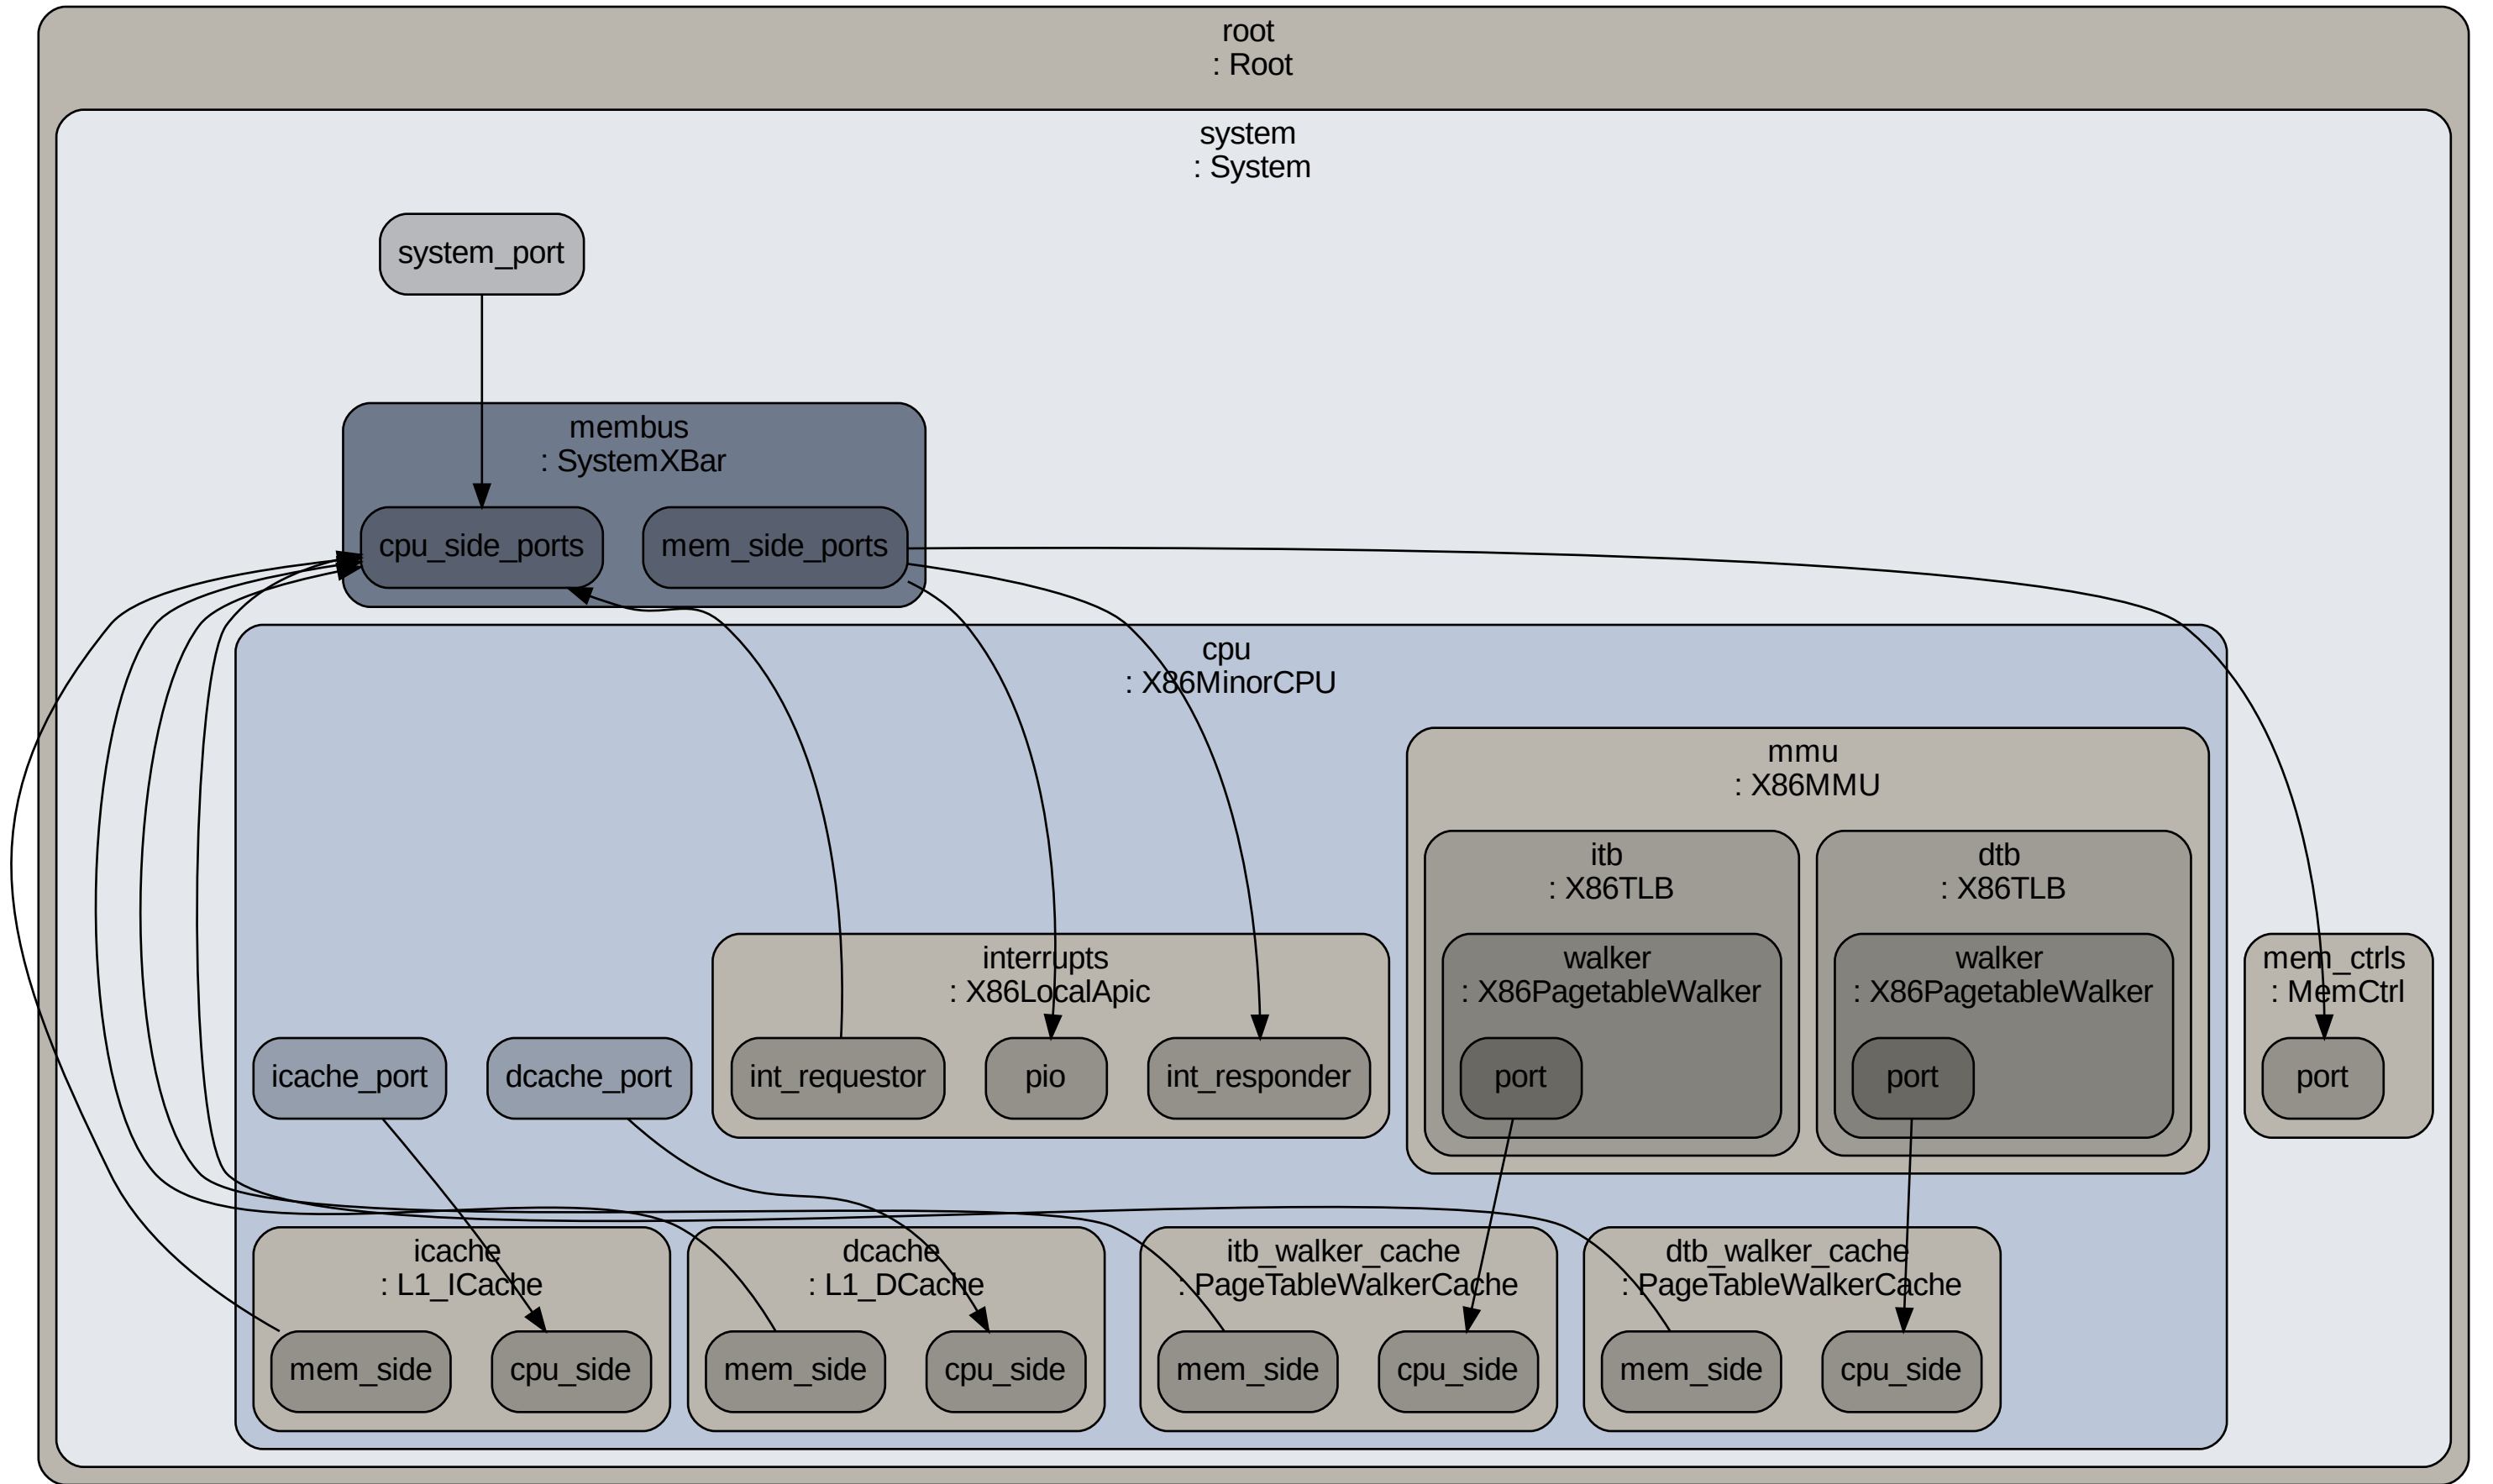 root
: Root
system
: System
system_port
membus
: SystemXBar
cpu_side_ports
mem_side_ports
cpu
: X86MinorCPU
mmu
: X86MMU
itb
: X86TLB
dtb
: X86TLB
interrupts
: X86LocalApic
walker
: X86PagetableWalker
walker
: X86PagetableWalker
mem_ctrls
: MemCtrl
icache_port
dcache_port
int_requestor
pio
int_responder
port
port
port
icache
: L1_ICache
dcache
: L1_DCache
itb_walker_cache
: PageTableWalkerCache
dtb_walker_cache
: PageTableWalkerCache
mem_side
cpu_side
mem_side
cpu_side
mem_side
cpu_side
mem_side
cpu_side